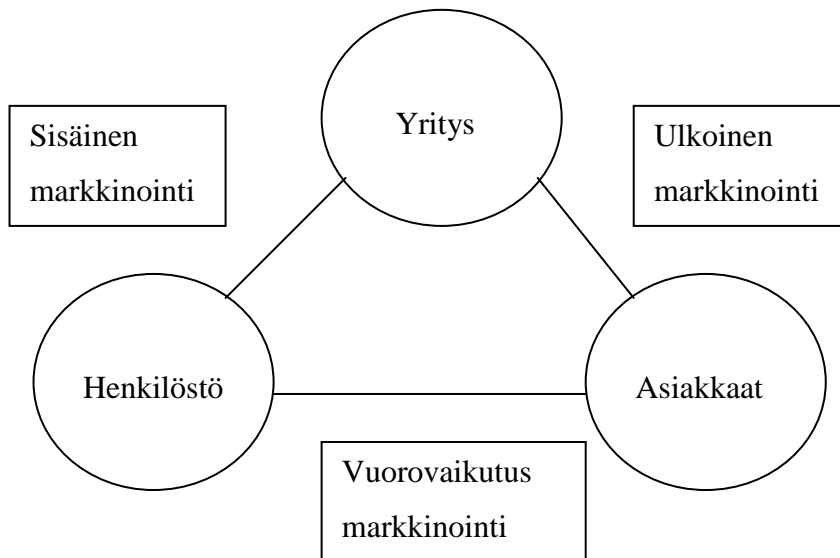 Yritys
Sisäinen
markkinointi
Ulkoinen
markkinointi
Henkilöstö
Asiakkaat
Vuorovaikutus
markkinointi